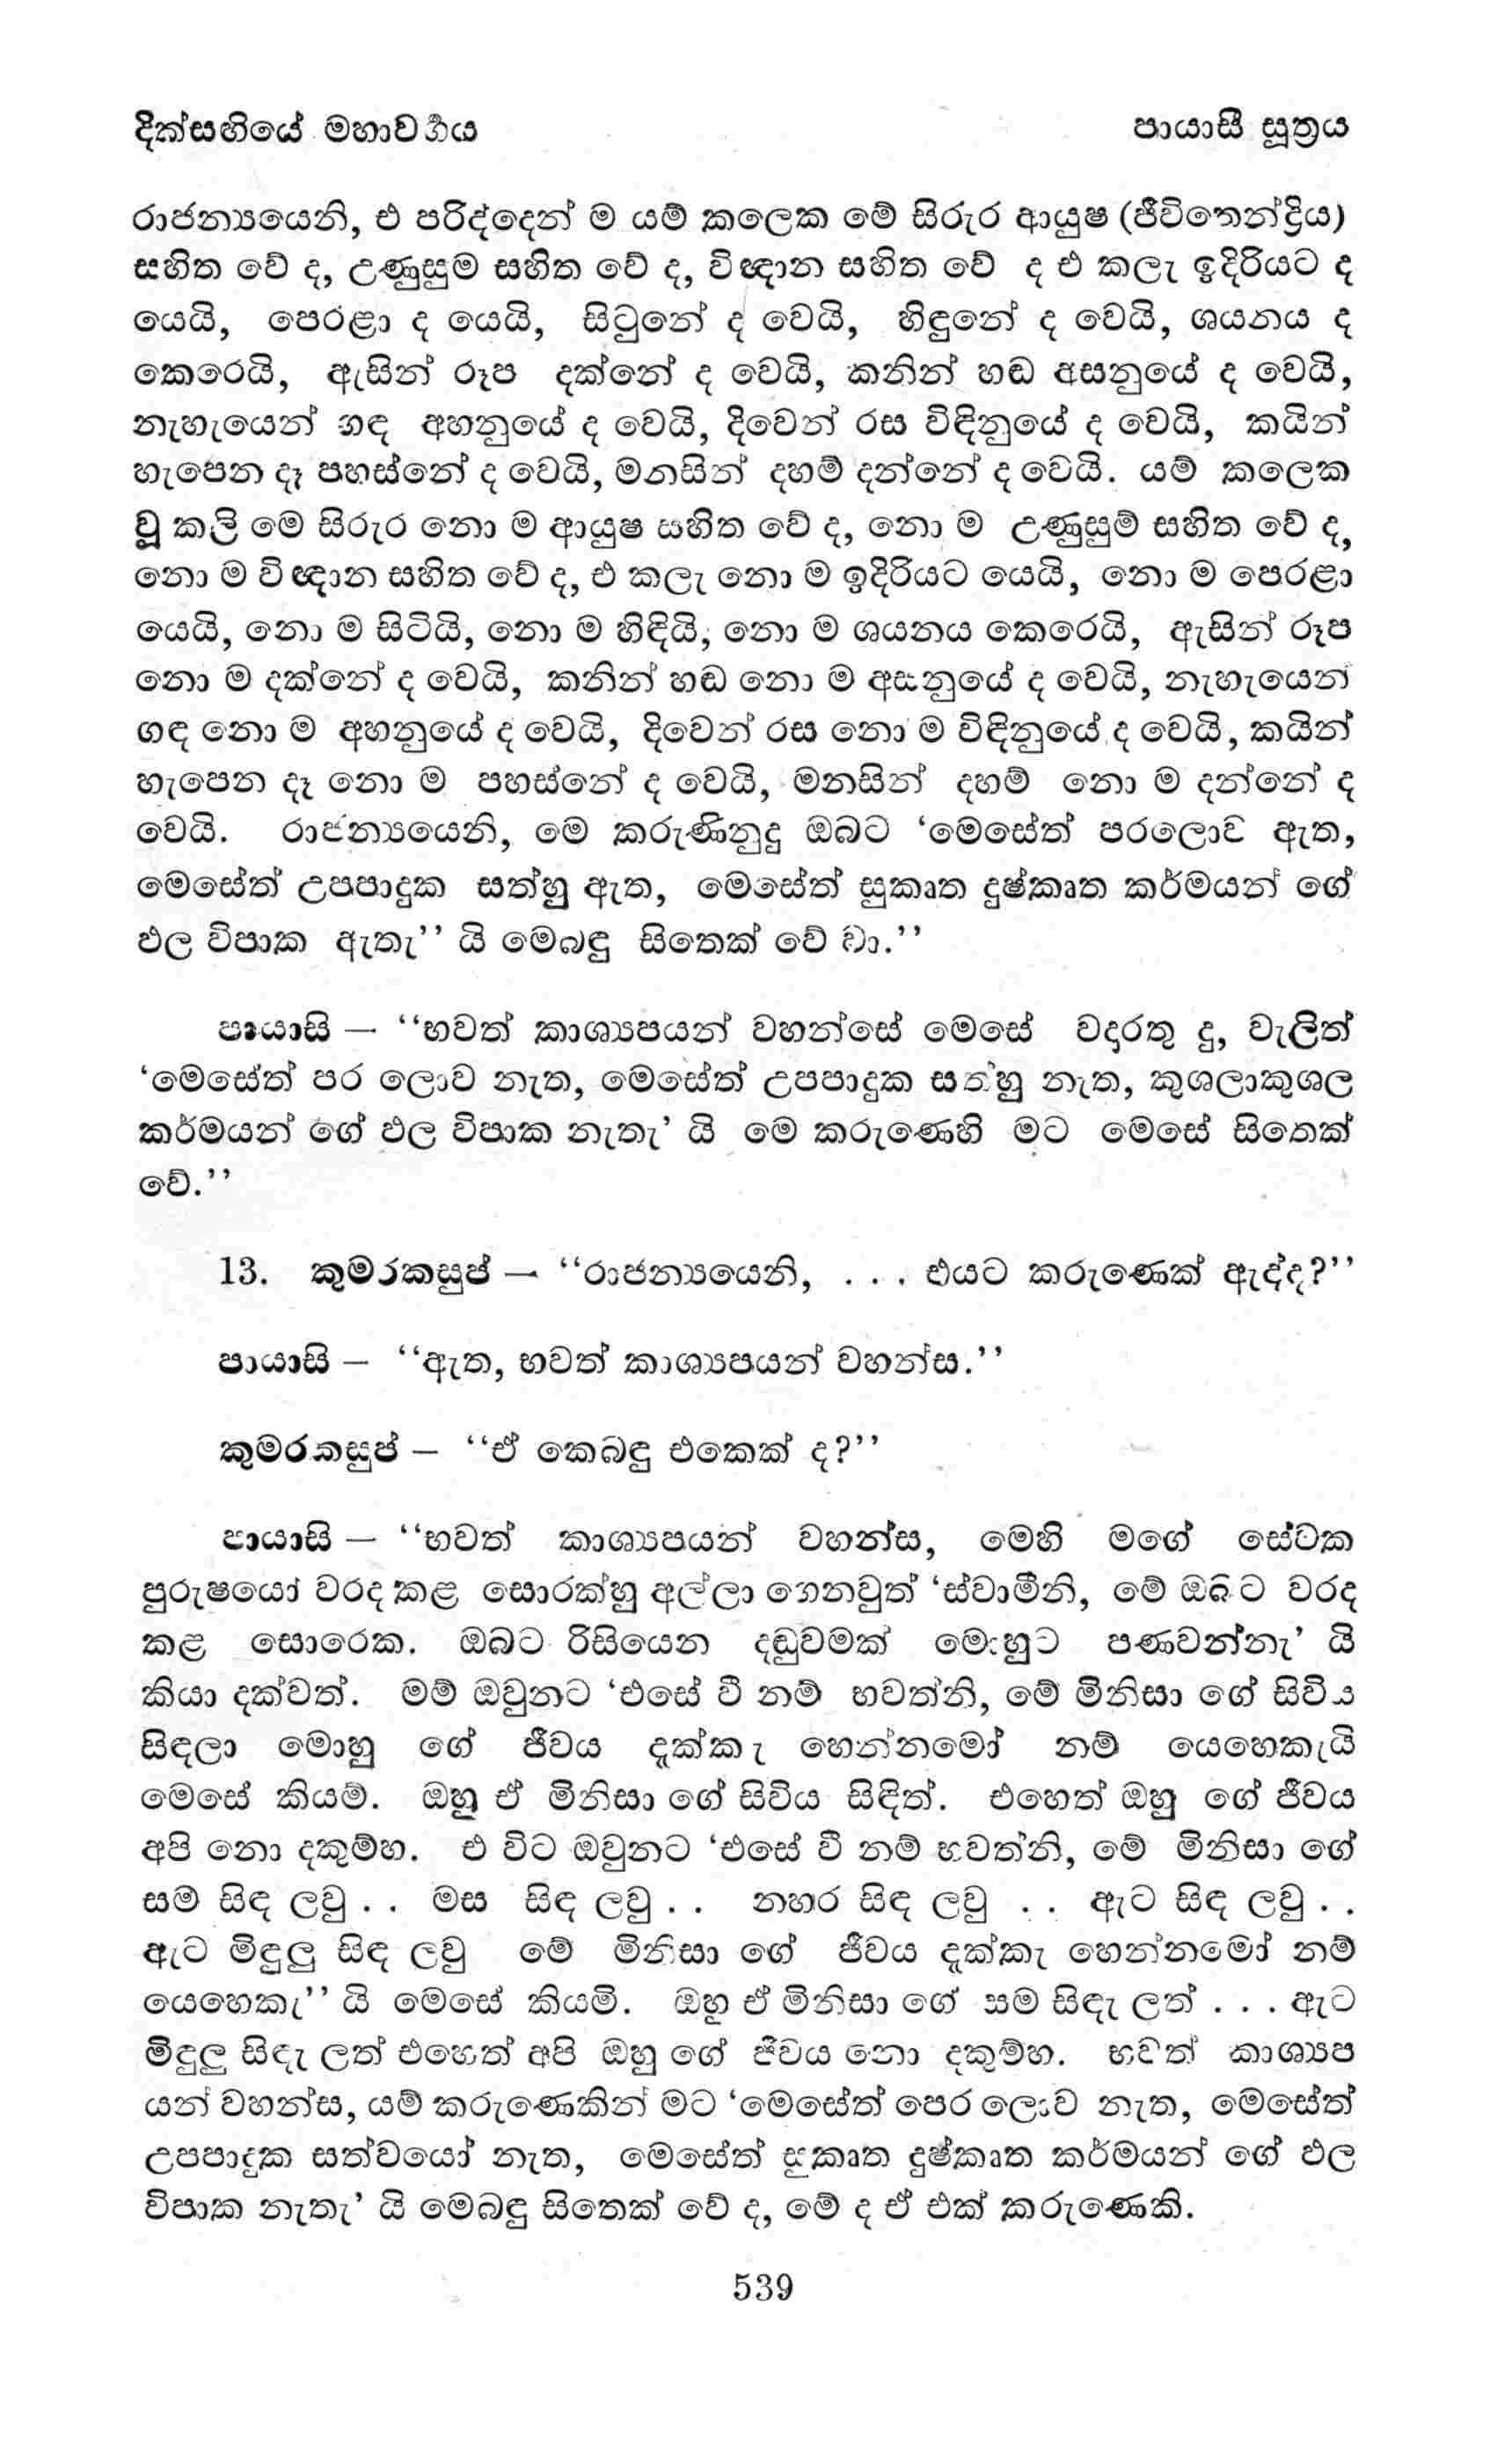 දික්සඟියේ මහාවර්‍ගය
පායාසී සූත්‍රය
රාජන්‍යයෙනි, එ පරිද්දෙන් ම යම් කලෙක මේ සිරුර ආයුෂ (ජීවිතෙන්ද්‍රිය)
සහිත වේ ද, උණුසුම සහිත වේ ද, විඥාන සහිත වේ ද එ කලැ ඉදිරියට ද
යෙයි, පෙරළා ද යෙයි, සිටුනේ ද වෙයි, හිඳුනේ ද වෙයි, ශයනය ද
කෙරෙයි, ඇසින් රූප දක්නේ ද වෙයි, කනින් හඬ අසනුයේ ද වෙයි,
නැහැයෙන් ගඳ අහනුයේ ද වෙයි, දිවෙන් රස විඳිනුයේ ද වෙයි, කයින්
හැපෙන දෑ පහස්නේ ද වෙයි, මනසින් දහම් දන්නේ ද වෙයි. යම් කලෙක
වූ කලි මෙ සිරුර නො ම ආයුෂ සහිත වේ ද, නො ම උණුසුම් සහිත වේ ද,
නො ම විඥාන සහිත වේ ද, එ කලැ නො ම ඉදිරියට යෙයි, නො ම පෙරළා
යෙයි, නො ම සිටියි, නො ම හිඳියි, නො ම ශයනය කෙරෙයි, ඇසින් රූප
නො ම දක්නේ ද වෙයි, කනින් හඬ නො ම අසනුයේ ද වෙයි, නැහැයෙන්
ගඳ නො ම අහනුයේ ද වෙයි, දිවෙන් රස නො ම විඳිනුයේ ද වෙයි, කයින්
හැපෙන දෑ නො ම පහස්නේ ද වෙයි, මනසින් දහම් නො ම දන්නේ ද
වෙයි. රාජන්‍යයෙනි, මෙ කරුණිනුදු ඔබට ‘මෙසේත් පරලොව ඇත,
මෙසේත් උපපාදුක සත්හු ඇත, මෙසේත් සුකෘත දුෂ්කෘත කර්මයන් ගේ
ඵල විපාක ඇතැ’’ යි මෙබඳු සිතෙක් වේ වා.’’
පායාසි — ‘‘භවත් කාශ්‍යපයන් වහන්සේ මෙසේ වදාරතු දු, වැලිත්
‘මෙසේත් පර ලොව නැත, මෙසේත් උපපාදුක සත්හු නැත, කුශලාකුශල
කර්මයන් ගේ ඵල විපාක නැතැ’ යි මෙ කරුණෙහි මට මෙසේ සිතෙක්
වේ.’’
13. කුමරකසුප් — ‘‘රාජන්‍යයෙනි, . . . එයට කරුණෙක් ඇද්ද?’’
පායාසි — ‘‘ඇත, භවත් කාශ්‍යපයන් වහන්ස.’’
කුමරකසුප් — ‘‘ඒ කෙබඳු එකෙක් ද?’’
පායාසි — ‘‘භවත් කාශ්‍යපයන් වහන්ස, මෙහි මගේ සේවක
පුරුෂයෝ වරද කළ සොරක්හු අල්ලා ගෙනවුත් ‘ස්වාමීනි, මේ ඔබට වරද
කළ සොරෙක. ඔබට රිසියෙන දඬුවමක් මොහුට පණවන්නැ’ යි
කියා දක්වත්. මම් ඔවුනට ‘එසේ වී නම් භවත්නි, මේ මිනිසා ගේ සිවිය
සිඳලා මොහු ගේ ජීවය දැක්කැ හෙන්නමෝ නම් යෙහෙකැයි
මෙසේ කියම්. ඔහු ඒ මිනිසා ගේ සිවිය සිඳිත්. එහෙත් ඔහු ගේ ජීවය
අපි නො දකුම්හ. එ විට ඔවුනට ‘එසේ වී නම් භවත්නි, මේ මිනිසා ගේ
සම සිඳ ලවු . . මස සිඳ ලවු . . නහර සිඳ ලවු . . ඇට සිඳ ලවු . .
ඇට මිඳුලු සිඳ ලවු මේ මිනිසා ගේ ජීවය දැක්කැ හෙන්නමෝ නම්
යෙහෙකැ’’ යි මෙසේ කියමි. ඔහු ඒ මිනිසා ගේ සම සිඳැ ලත් . . . ඇට
මිඳුලු සිඳැ ලත් එහෙත් අපි ඔහු ගේ ජීවය නො දකුම්හ. භවත් කාශ්‍යප
යන් වහන්ස, යම් කරුණෙකින් මට ‘මෙසේත් පෙර ලොව නැත, මෙසේත්
උපපාදුක සත්වයෝ නැත, මෙසේත් සුකෘත දුෂ්කෘත කර්මයන් ගේ ඵල
විපාක නැතැ’ යි මෙබඳු සිතෙක් වේ ද, මේ ද ඒ එක් කරුණෙකි.
539